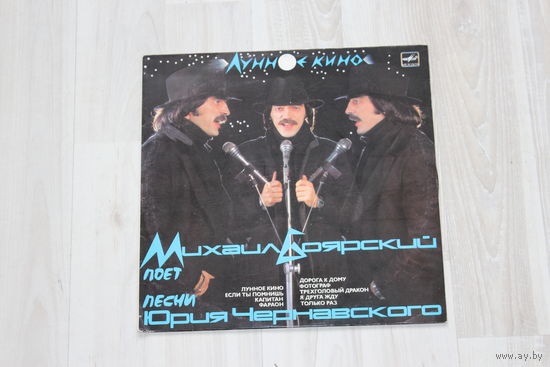 Лунное кино
Михаил Боярский
поет
песни
Юрия Чернавского
ЛУННОЕ КИНО
ЕСЛИ ТЫ ПОМНИШЬ
КАПИТАН
ФАРАОН
ДОРОГА К ДОМУ
ФОТОГРАФ
ТРЕХГОЛОВЫЙ ДРАКОН
Я ДРУГА ЖДУ
ТОЛЬКО РАЗ
© www.ay.by